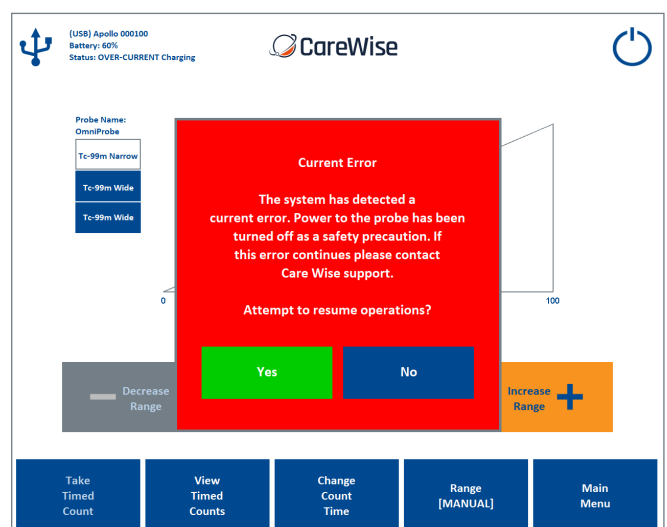 (USB) Apollo 000100
Battery: 60%
Status: OVER-CURRENT Charging
CareWise
Probe Name:
OmniProbe
Tc-99m Narrow
Tc-99m Wide
Tc-99m Wide
Current Error
The system has detected a
current error. Power to the probe has been
turned off as a safety precaution. If
this error continues please contact
Care Wise support.
Attempt to resume operations?
Yes
No
0
100
Decrease
Range
Increase
Range
Take
Timed
Count
View
Timed
Counts
Change
Count
Time
Range
[MANUAL]
Main
Menu